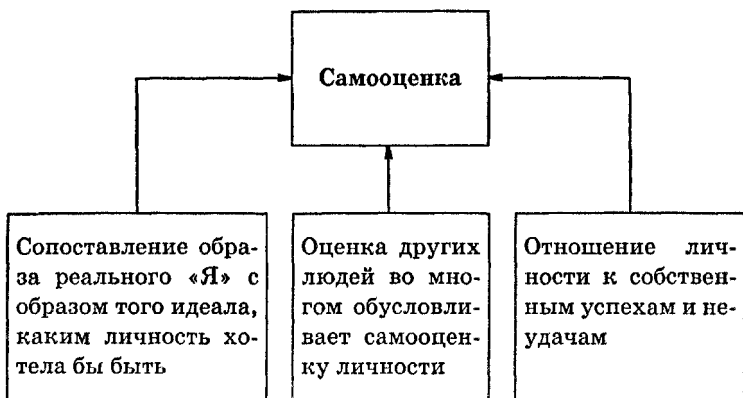 Самооценка
Сопоставление обра-
за реального «Я» с
образом того идеала,
каким личность хо-
тела бы быть
Оценка других
людей во мно-
гом обусловли-
вает самооцен-
ку личности
Отношение лич-
ности к собствен-
ным успехам и не-
удачам